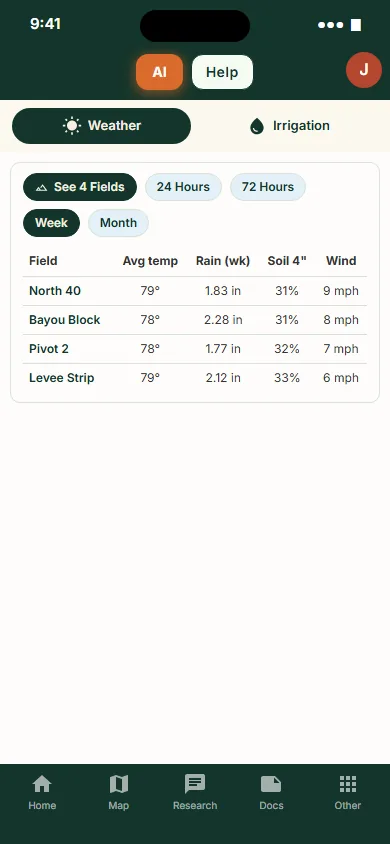 9:41
AI Help J
Weather Irrigation
See 4 Fields 24 Hours 72 Hours
Week Month
Field Avg temp Rain (wk) Soil 4" Wind
North 40 79° 1.83 in 31% 9 mph
Bayou Block 78° 2.28 in 31% 8 mph
Pivot 2 78° 1.77 in 32% 7 mph
Levee Strip 79° 2.12 in 33% 6 mph
Home Map Research Docs Other